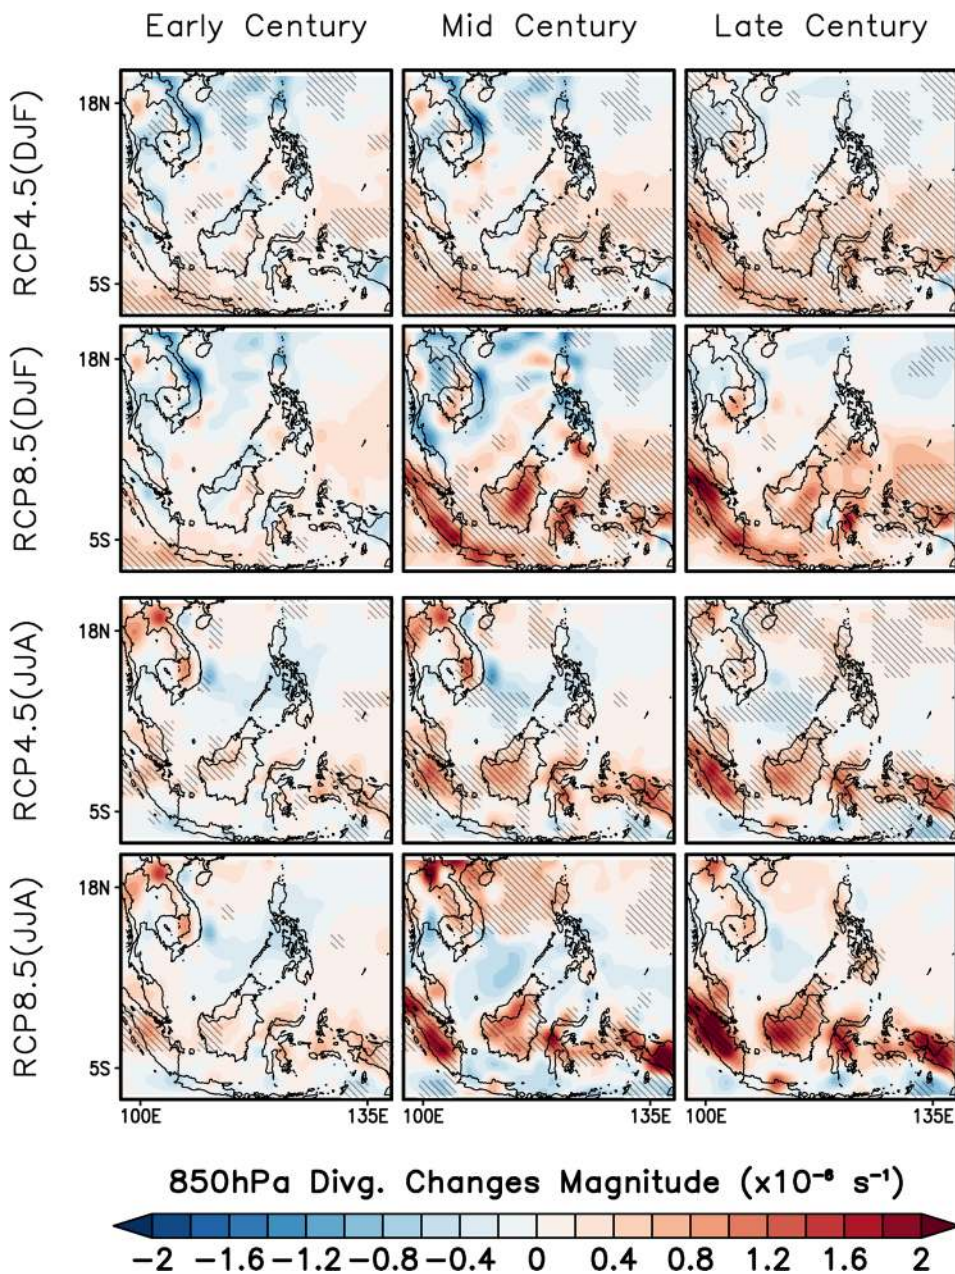 Early Century Mid Century Late Century
RCP4.5(DJF)
18N
5S
RCP8.5(DJF)
18N
5S
RCP4.5(JJA)
18N
5S
RCP8.5(JJA)
18N
5S
100E 135E 100E 135E 100E 135E
850hPa Divg. Changes Magnitude (x10⁻⁶ s⁻¹)
−2 −1.6 −1.2 −0.8 −0.4 0 0.4 0.8 1.2 1.6 2